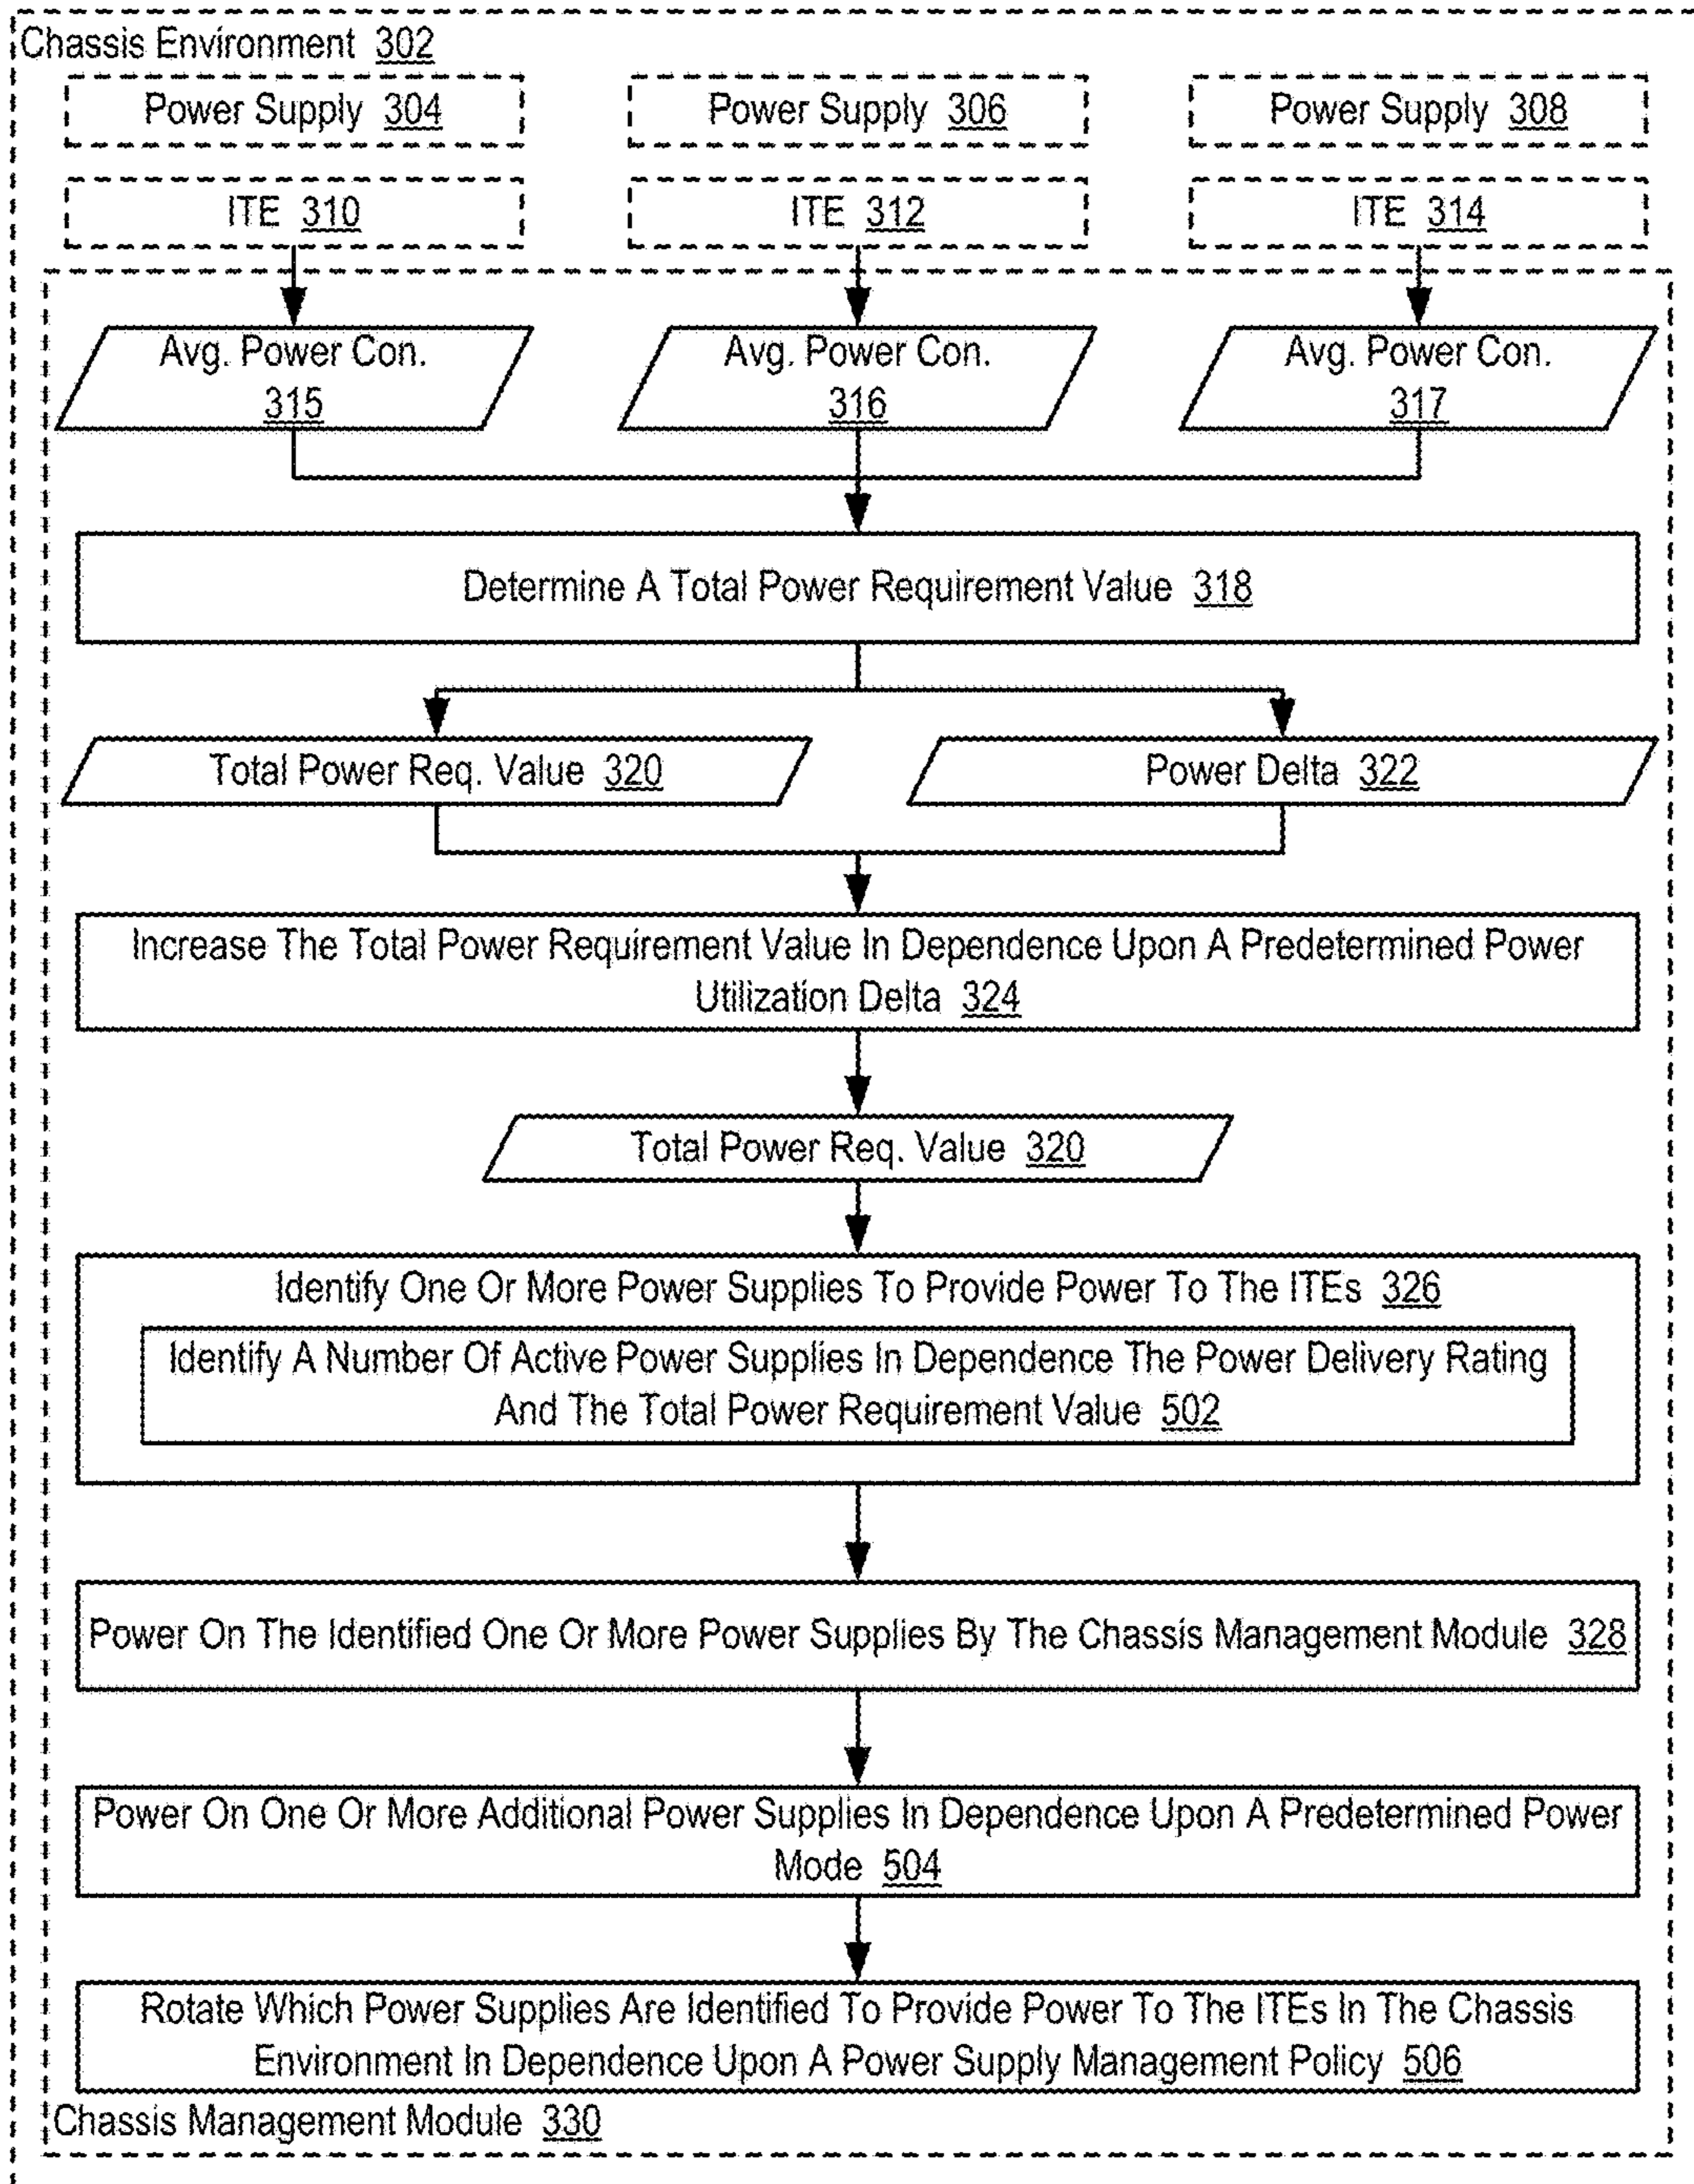 Chassis Environment 302
Power Supply 304
Power Supply 306
Power Supply 308
ITE 310
ITE 312
ITE 314
Avg. Power Con.
315
Avg. Power Con.
316
Avg. Power Con.
317
Determine A Total Power Requirement Value 318
Total Power Req. Value 320
Power Delta 322
Increase The Total Power Requirement Value In Dependence Upon A Predetermined Power
Utilization Delta 324
Total Power Req. Value 320
Identify One Or More Power Supplies To Provide Power To The ITEs 326
Identify A Number Of Active Power Supplies In Dependence The Power Delivery Rating
And The Total Power Requirement Value 502
Power On The Identified One Or More Power Supplies By The Chassis Management Module 328
Power On One Or More Additional Power Supplies In Dependence Upon A Predetermined Power
Mode 504
Rotate Which Power Supplies Are Identified To Provide Power To The ITEs In The Chassis
Environment In Dependence Upon A Power Supply Management Policy 506
Chassis Management Module 330